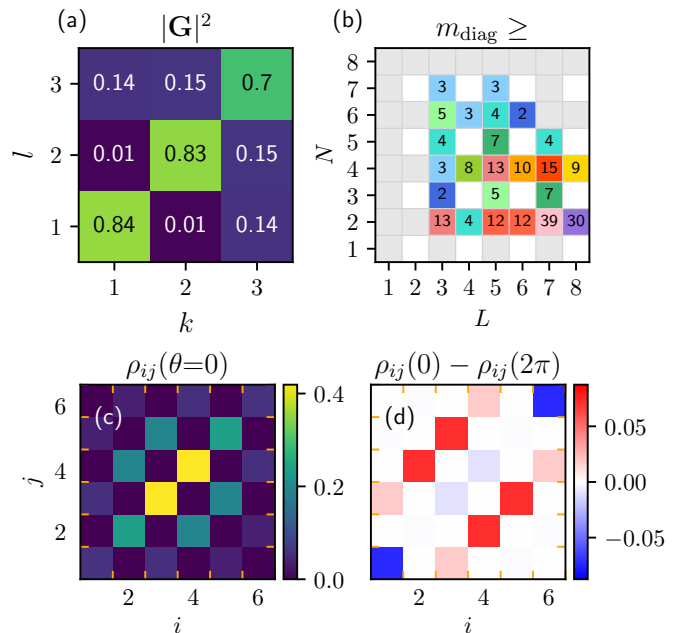 (a)
|G|²
3
0.14 0.15 0.7
l
2
0.01 0.83 0.15
1
0.84 0.01 0.14
1 2 3
k
(b)
m_diag ≥
N
7 3 3
6 5 3 4 2
5 4 7 4
4 3 8 13 10 15 9
3 2 5 7
2 13 4 12 12 39 30
1
1 2 3 4 5 6 7 8
L
ρ_ij(θ=0)
(c)
6
4
2
j
2 4 6
i
0.4
0.2
0.0
ρ_ij(0) − ρ_ij(2π)
(d)
2 4 6
i
0.05
0.00
−0.05